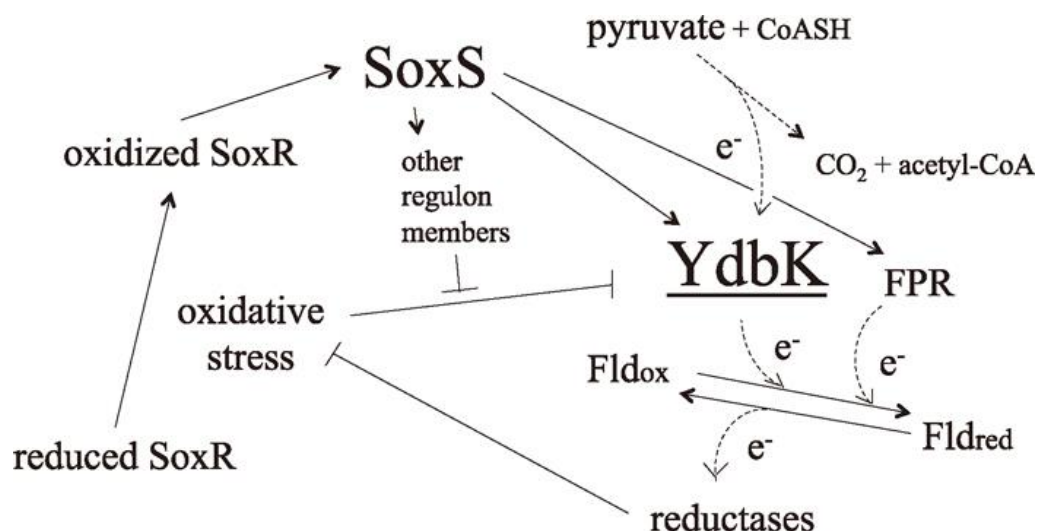 pyruvate + CoASH
SoxS
oxidized SoxR
e-
CO2 + acetyl-CoA
other
regulon
members
YdbK
FPR
oxidative
stress
e-
e-
Fldox
Fldred
reduced SoxR
e-
reductases